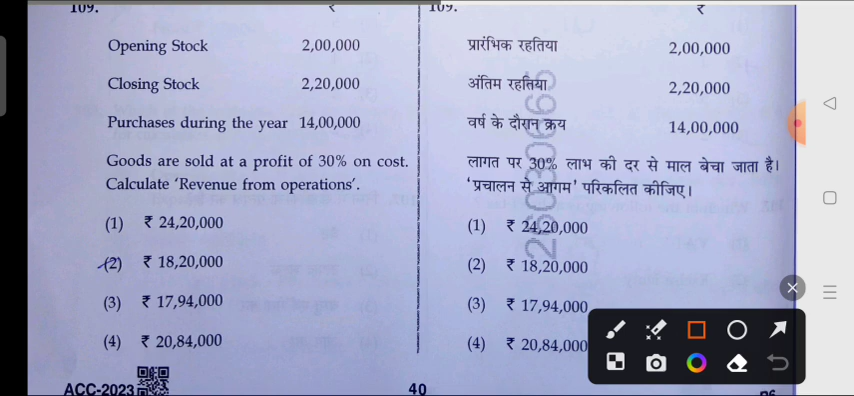 109.
₹
Opening Stock 2,00,000
Closing Stock 2,20,000
Purchases during the year 14,00,000
Goods are sold at a profit of 30% on cost.
Calculate 'Revenue from operations'.
(1) ₹ 24,20,000
(2) ₹ 18,20,000
(3) ₹ 17,94,000
(4) ₹ 20,84,000
109.
₹
प्रारंभिक रहतिया 2,00,000
अंतिम रहतिया 2,20,000
वर्ष के दौरान क्रय 14,00,000
लागत पर 30% लाभ की दर से माल बेचा जाता है।
'प्रचालन से आगम' परिकलित कीजिए।
(1) ₹ 24,20,000
(2) ₹ 18,20,000
(3) ₹ 17,94,000
(4) ₹ 20,84,000
ACC-2023
40